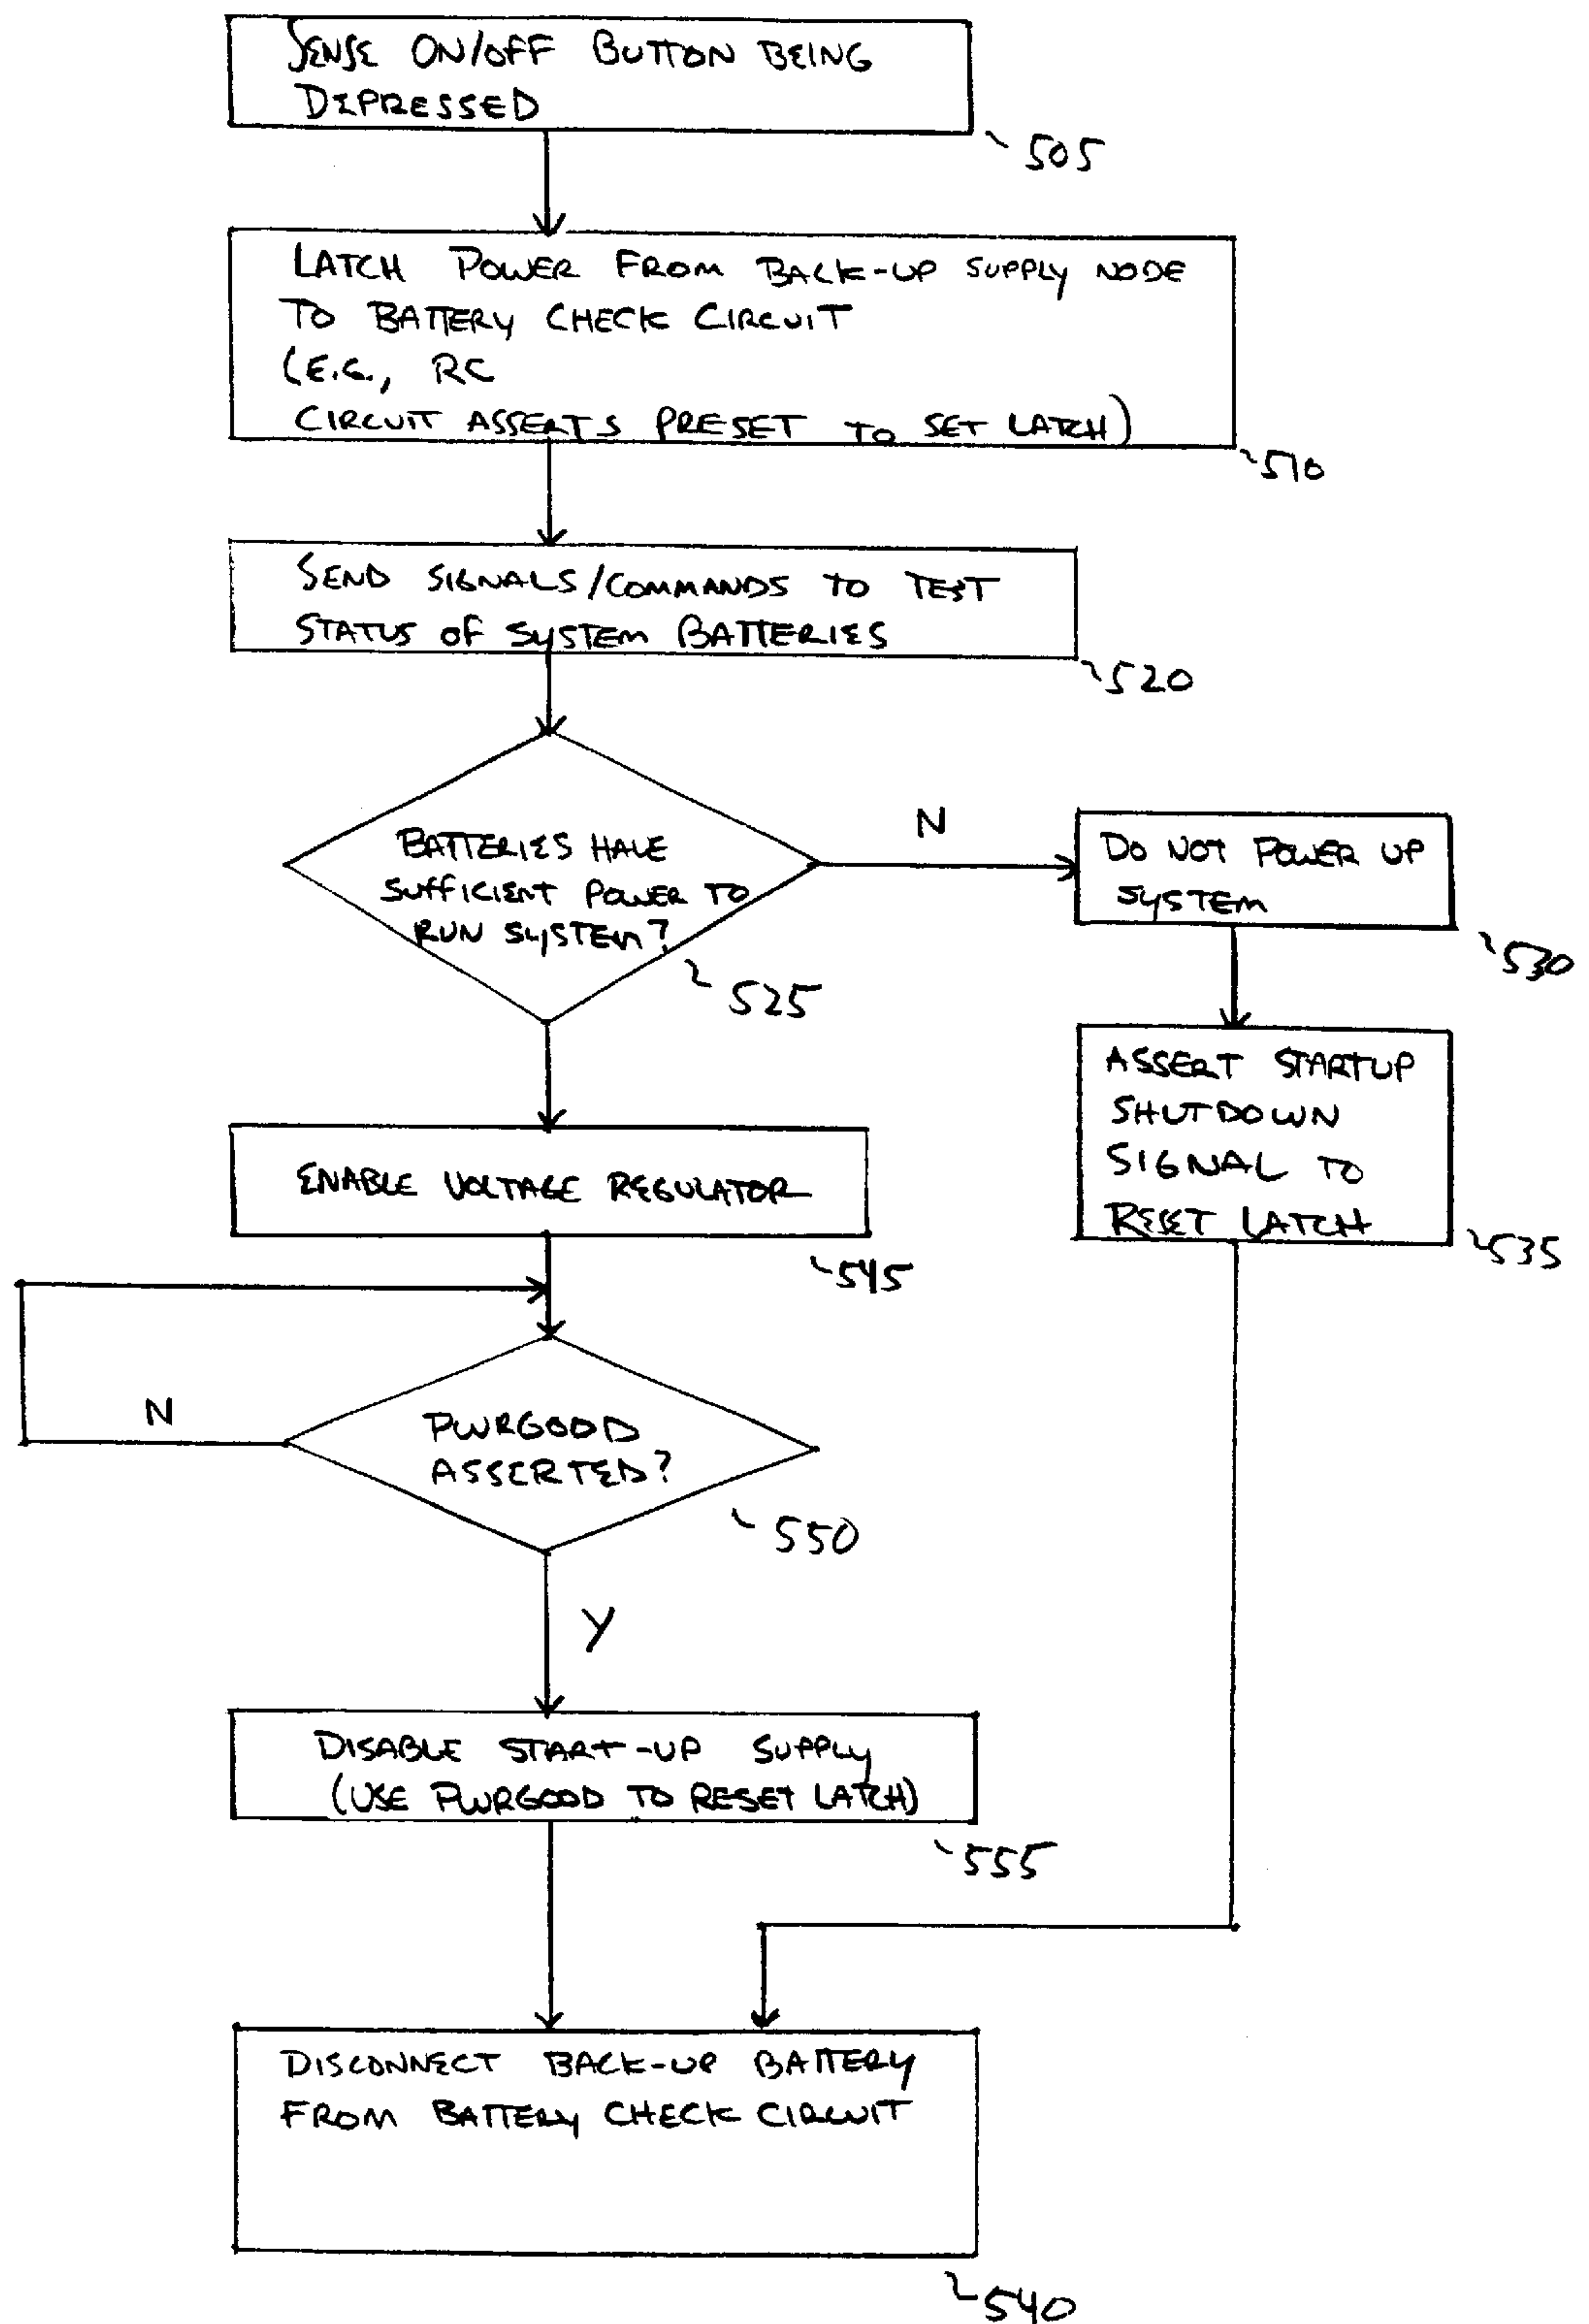 SENSE ON/OFF BUTTON BEING
DEPRESSED
505
LATCH POWER FROM BACK-UP SUPPLY NODE
TO BATTERY CHECK CIRCUIT
(E.G., RC
CIRCUIT ASSERTS PRESET TO SET LATCH)
510
SEND SIGNALS/COMMANDS TO TEST
STATUS OF SYSTEM BATTERIES
520
BATTERIES HAVE
SUFFICIENT POWER TO
RUN SYSTEM?
525
N
DO NOT POWER UP
SYSTEM
530
ASSERT STARTUP
SHUTDOWN
SIGNAL TO
RESET LATCH
535
ENABLE VOLTAGE REGULATOR
545
N
PWRGOOD
ASSERTED?
550
Y
DISABLE START-UP SUPPLY
(USE PWRGOOD TO RESET LATCH)
555
DISCONNECT BACK-UP BATTERY
FROM BATTERY CHECK CIRCUIT
540